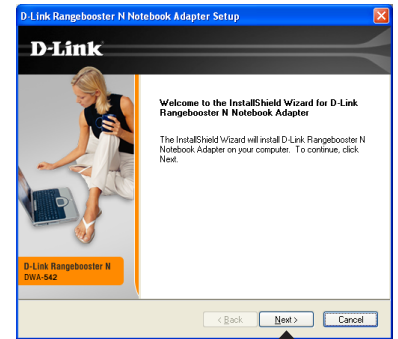 D-Link Rangebooster N Notebook Adapter Setup
D-Link
Welcome to the InstallShield Wizard for D-Link
Rangebooster N Notebook Adapter
The InstallShield Wizard will install D-Link Rangebooster N
Notebook Adapter on your computer. To continue, click
Next.
D-Link Rangebooster N
DWA-542
< Back
Next >
Cancel